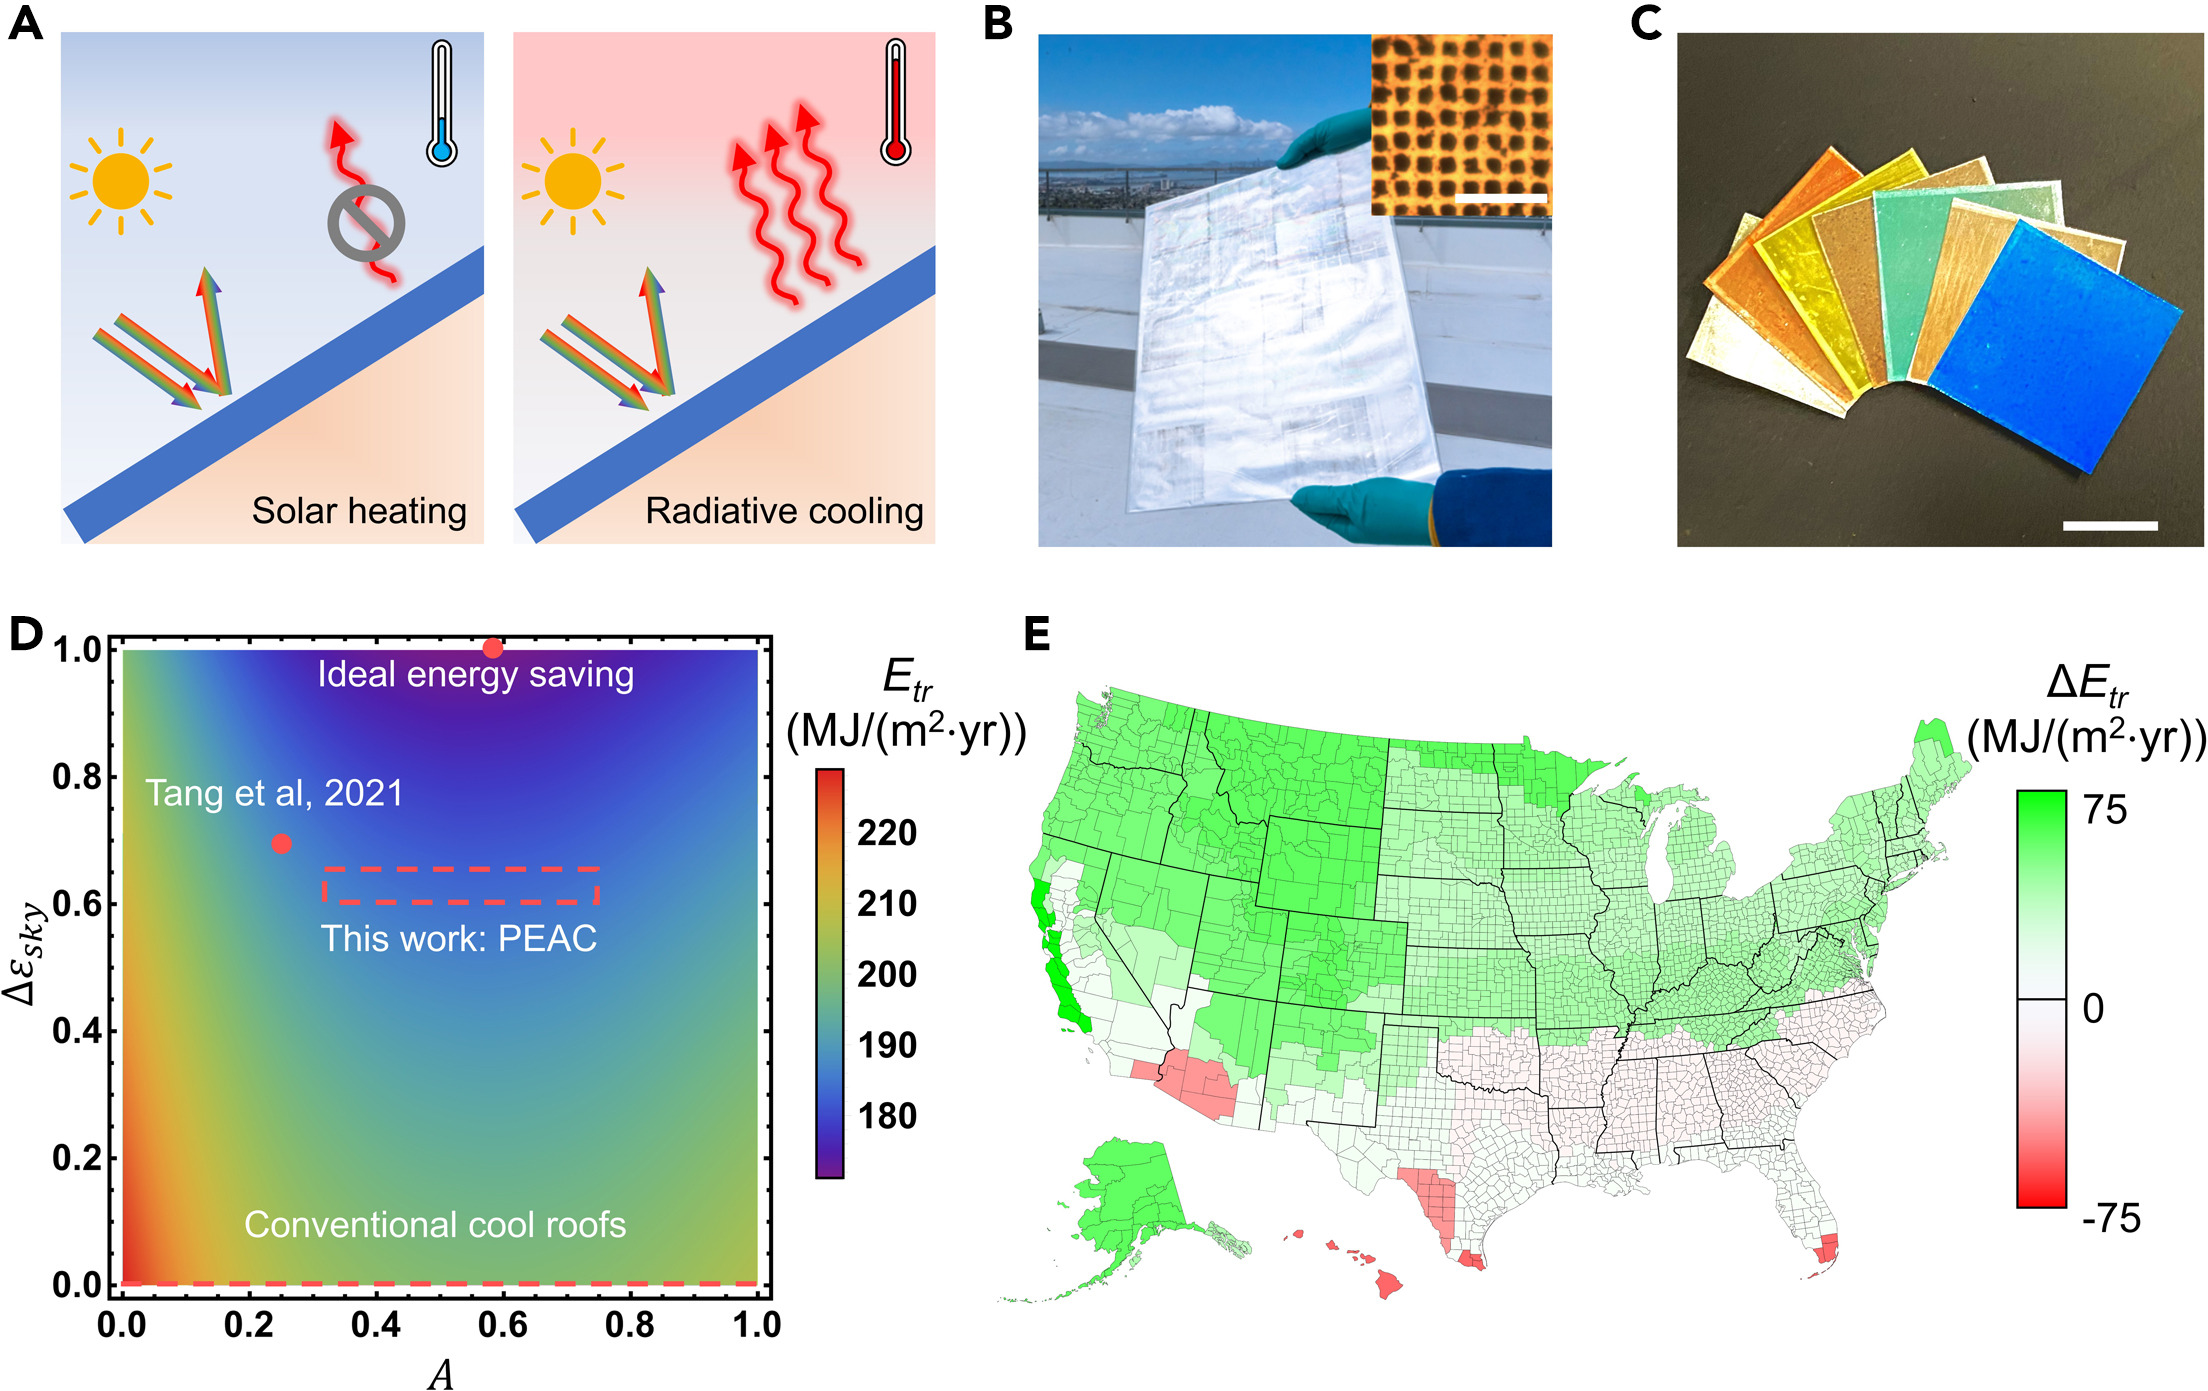 A
Solar heating
Radiative cooling
B
C
D
1.0
0.8
0.6
0.4
0.2
0.0
Δε_sky
Ideal energy saving
Tang et al, 2021
This work: PEAC
Conventional cool roofs
0.0 0.2 0.4 0.6 0.8 1.0
A
E_tr
(MJ/(m²·yr))
220
210
200
190
180
E
ΔE_tr
(MJ/(m²·yr))
75
0
-75